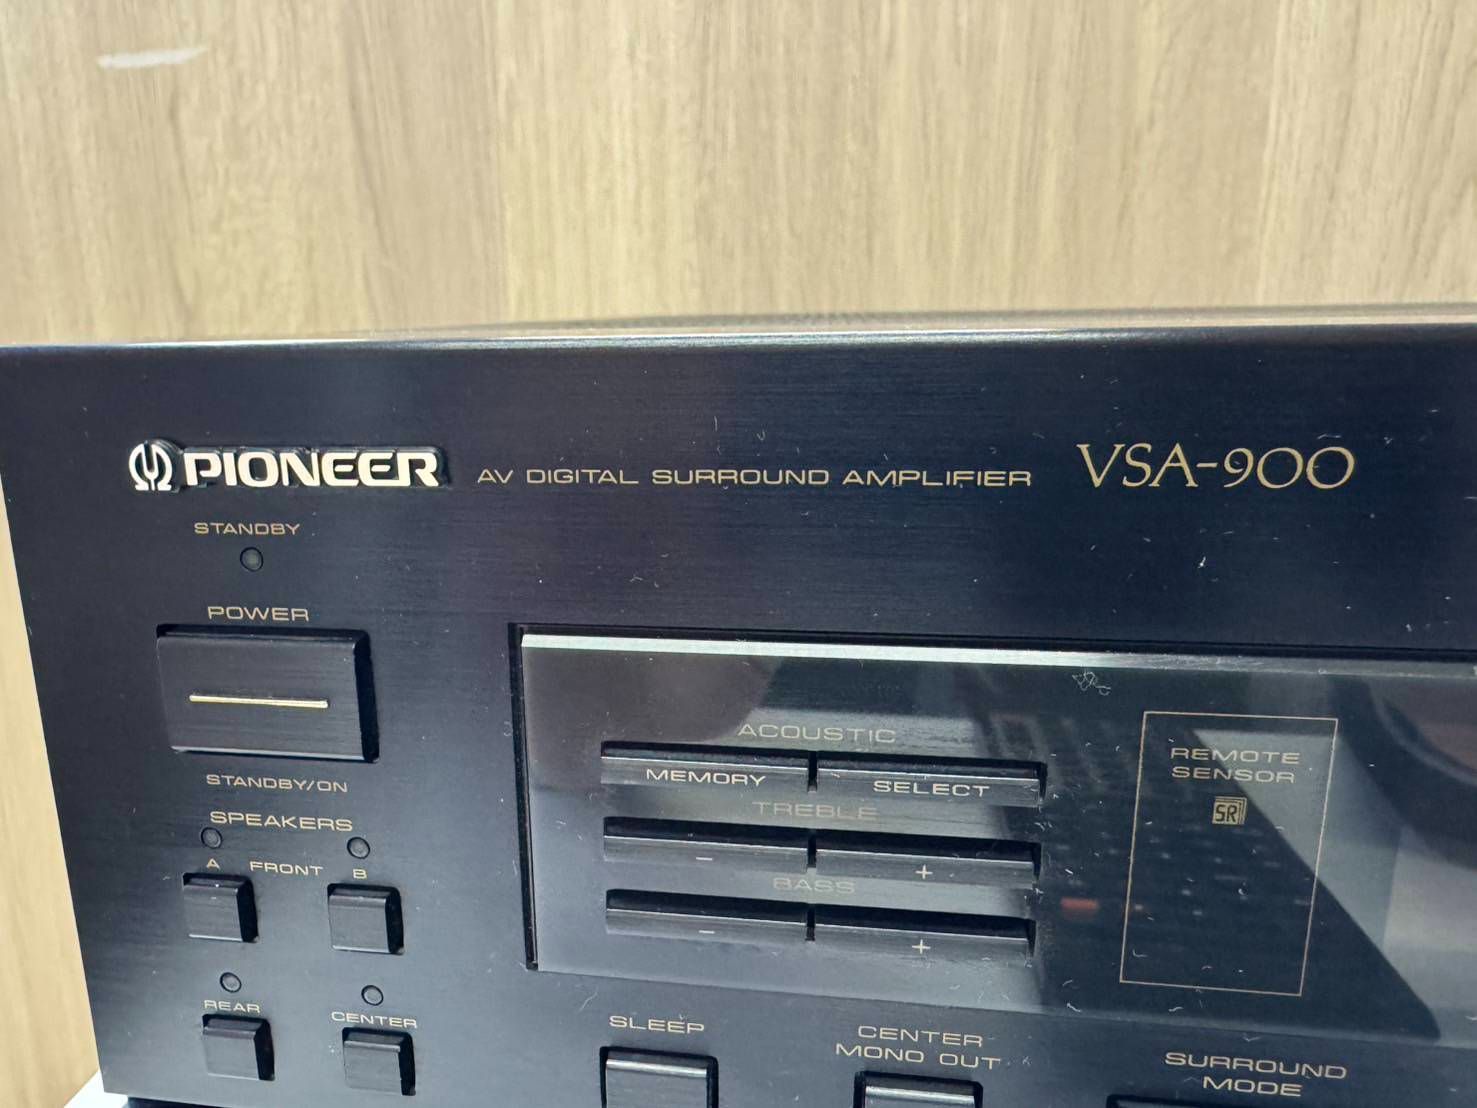 PIONEER AV DIGITAL SURROUND AMPLIFIER VSA-900
STANDBY
POWER
STANDBY/ON
SPEAKERS
A FRONT B
REAR
CENTER
ACOUSTIC
MEMORY SELECT
TREBLE
- +
BASS
- +
REMOTE
SENSOR
SR
SLEEP
CENTER
MONO OUT
SURROUND
MODE